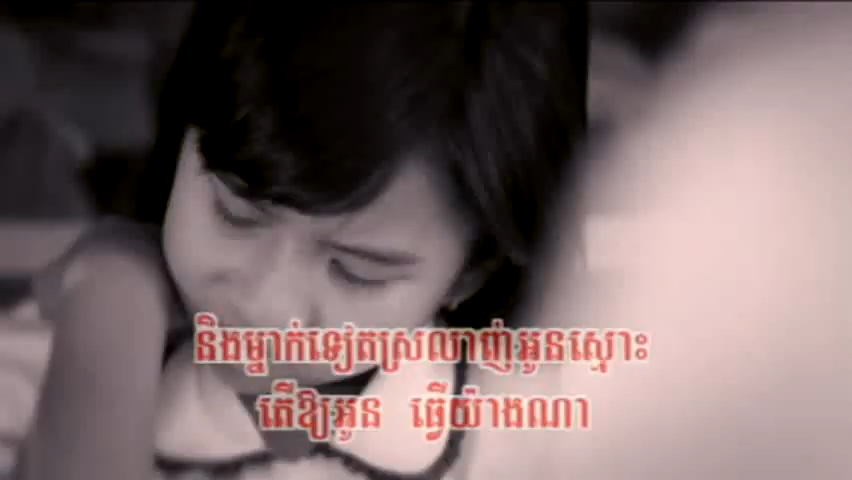 និងម្នាក់ទៀតស្រលាញ់អូនស្មោះ
តើឱ្យអូន ធ្វើយ៉ាងណា